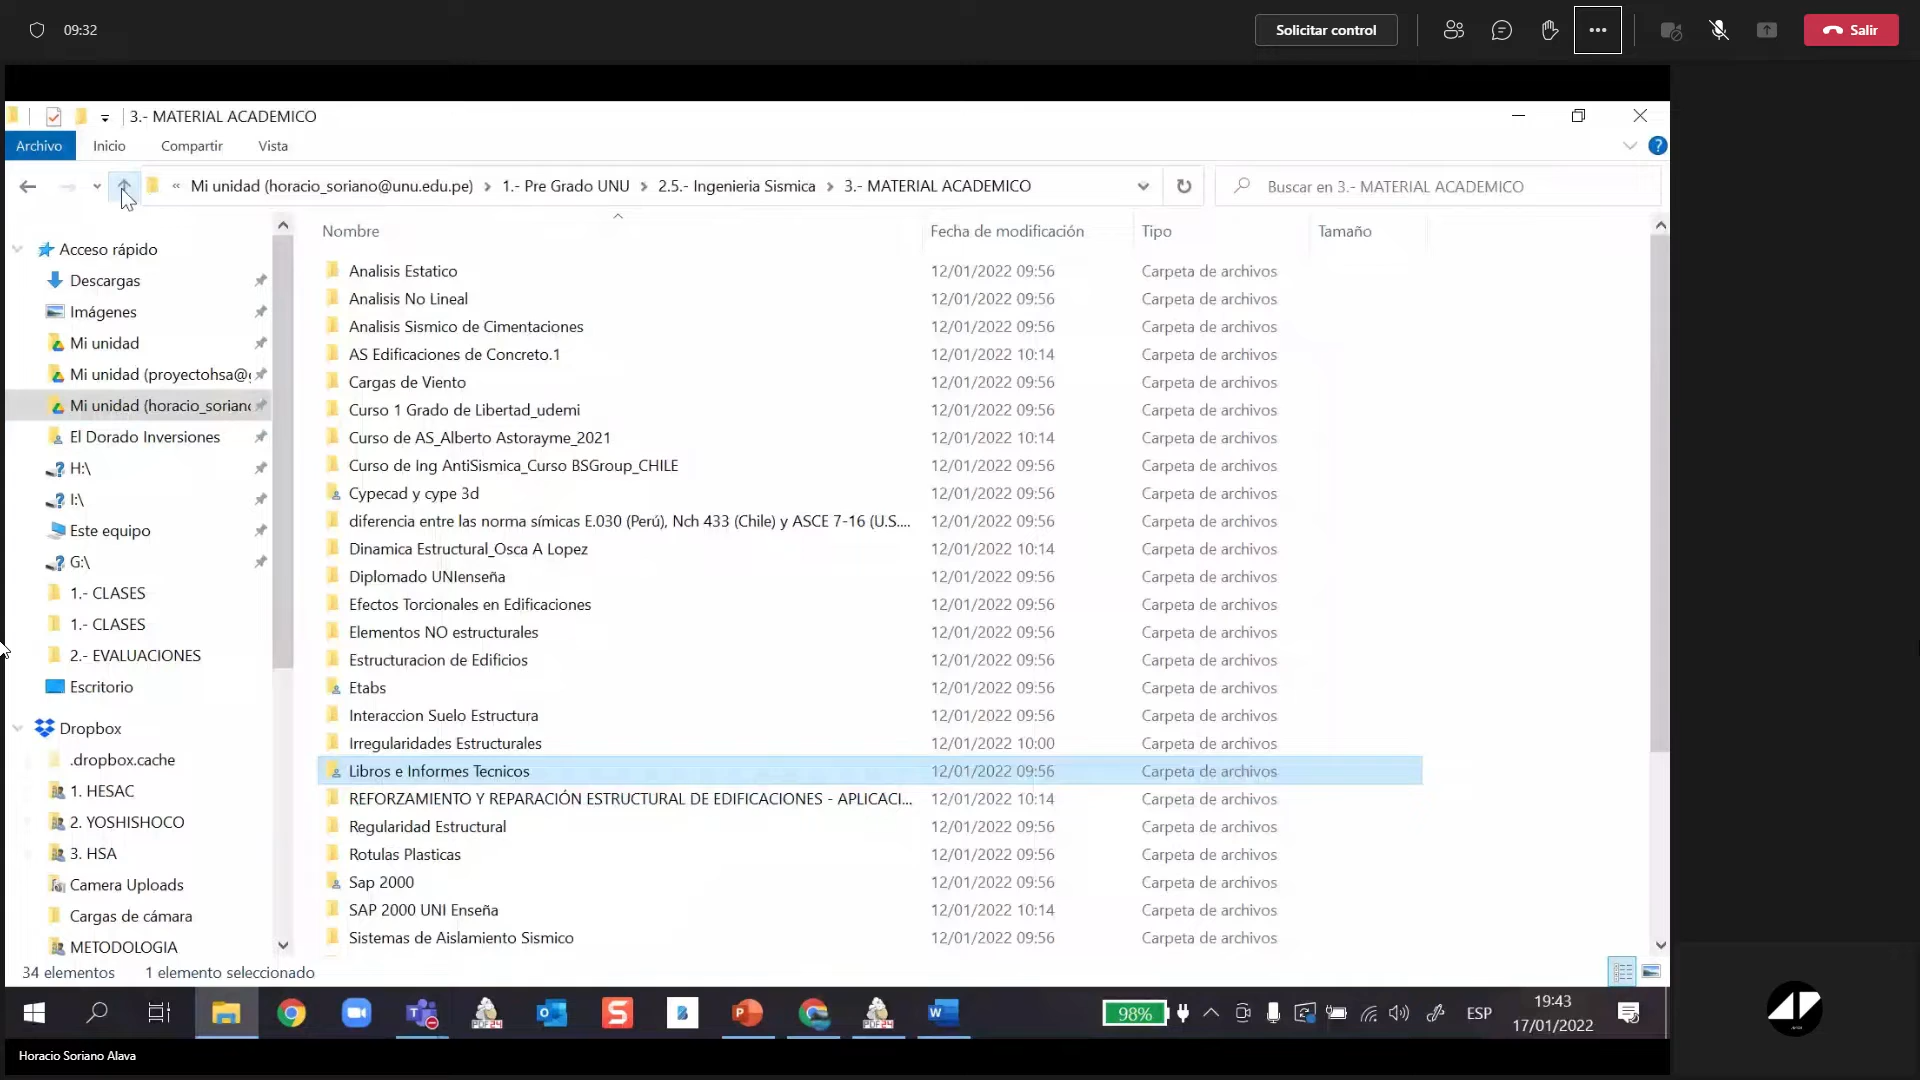 09:32
Solicitar control
Salir
3.- MATERIAL ACADEMICO
Archivo Inicio Compartir Vista
« Mi unidad (horacio_soriano@unu.edu.pe) > 1.- Pre Grado UNU > 2.5.- Ingenieria Sismica > 3.- MATERIAL ACADEMICO
Buscar en 3.- MATERIAL ACADEMICO
Acceso rápido
Descargas
Imágenes
Mi unidad
Mi unidad (proyectohsa@
Mi unidad (horacio_soriano
El Dorado Inversiones
H:\
I:\
Este equipo
G:\
1.- CLASES
1.- CLASES
2.- EVALUACIONES
Escritorio
Dropbox
.dropbox.cache
1. HESAC
2. YOSHISHOCO
3. HSA
Camera Uploads
Cargas de cámara
METODOLOGIA
Nombre Fecha de modificación Tipo Tamaño
Analisis Estatico 12/01/2022 09:56 Carpeta de archivos
Analisis No Lineal 12/01/2022 09:56 Carpeta de archivos
Analisis Sismico de Cimentaciones 12/01/2022 09:56 Carpeta de archivos
AS Edificaciones de Concreto.1 12/01/2022 10:14 Carpeta de archivos
Cargas de Viento 12/01/2022 09:56 Carpeta de archivos
Curso 1 Grado de Libertad_udemi 12/01/2022 09:56 Carpeta de archivos
Curso de AS_Alberto Astorayme_2021 12/01/2022 10:14 Carpeta de archivos
Curso de Ing AntiSismica_Curso BSGroup_CHILE 12/01/2022 09:56 Carpeta de archivos
Cypecad y cype 3d 12/01/2022 09:56 Carpeta de archivos
diferencia entre las norma símicas E.030 (Perú), Nch 433 (Chile) y ASCE 7-16 (U.S.... 12/01/2022 09:56 Carpeta de archivos
Dinamica Estructural_Osca A Lopez 12/01/2022 10:14 Carpeta de archivos
Diplomado UNIenseña 12/01/2022 09:56 Carpeta de archivos
Efectos Torcionales en Edificaciones 12/01/2022 09:56 Carpeta de archivos
Elementos NO estructurales 12/01/2022 09:56 Carpeta de archivos
Estructuracion de Edificios 12/01/2022 09:56 Carpeta de archivos
Etabs 12/01/2022 09:56 Carpeta de archivos
Interaccion Suelo Estructura 12/01/2022 09:56 Carpeta de archivos
Irregularidades Estructurales 12/01/2022 10:00 Carpeta de archivos
Libros e Informes Tecnicos 12/01/2022 09:56 Carpeta de archivos
REFORZAMIENTO Y REPARACIÓN ESTRUCTURAL DE EDIFICACIONES - APLICACI... 12/01/2022 10:14 Carpeta de archivos
Regularidad Estructural 12/01/2022 09:56 Carpeta de archivos
Rotulas Plasticas 12/01/2022 09:56 Carpeta de archivos
Sap 2000 12/01/2022 09:56 Carpeta de archivos
SAP 2000 UNI Enseña 12/01/2022 10:14 Carpeta de archivos
Sistemas de Aislamiento Sismico 12/01/2022 09:56 Carpeta de archivos
34 elementos 1 elemento seleccionado
98%
ESP
19:43
17/01/2022
Horacio Soriano Alava